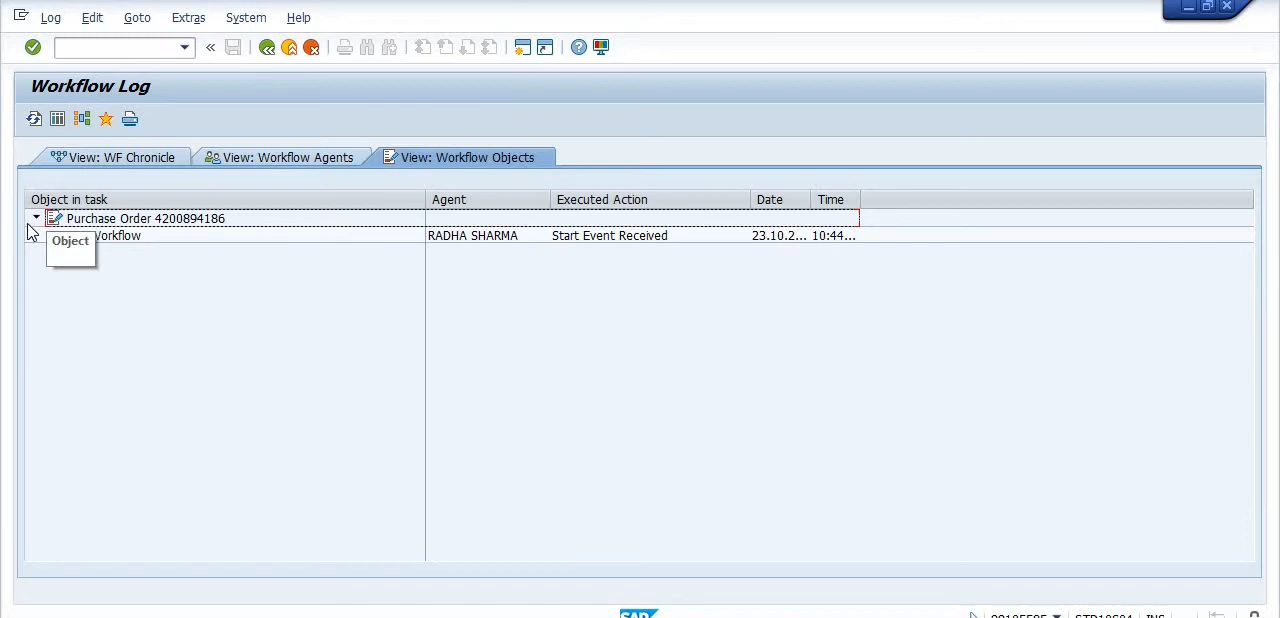 Log Edit Goto Extras System Help
Workflow Log
View: WF Chronicle View: Workflow Agents View: Workflow Objects
Object in task Agent Executed Action Date Time
Purchase Order 4200894186
Workflow RADHA SHARMA Start Event Received 23.10.2... 10:44...
Object
SAP